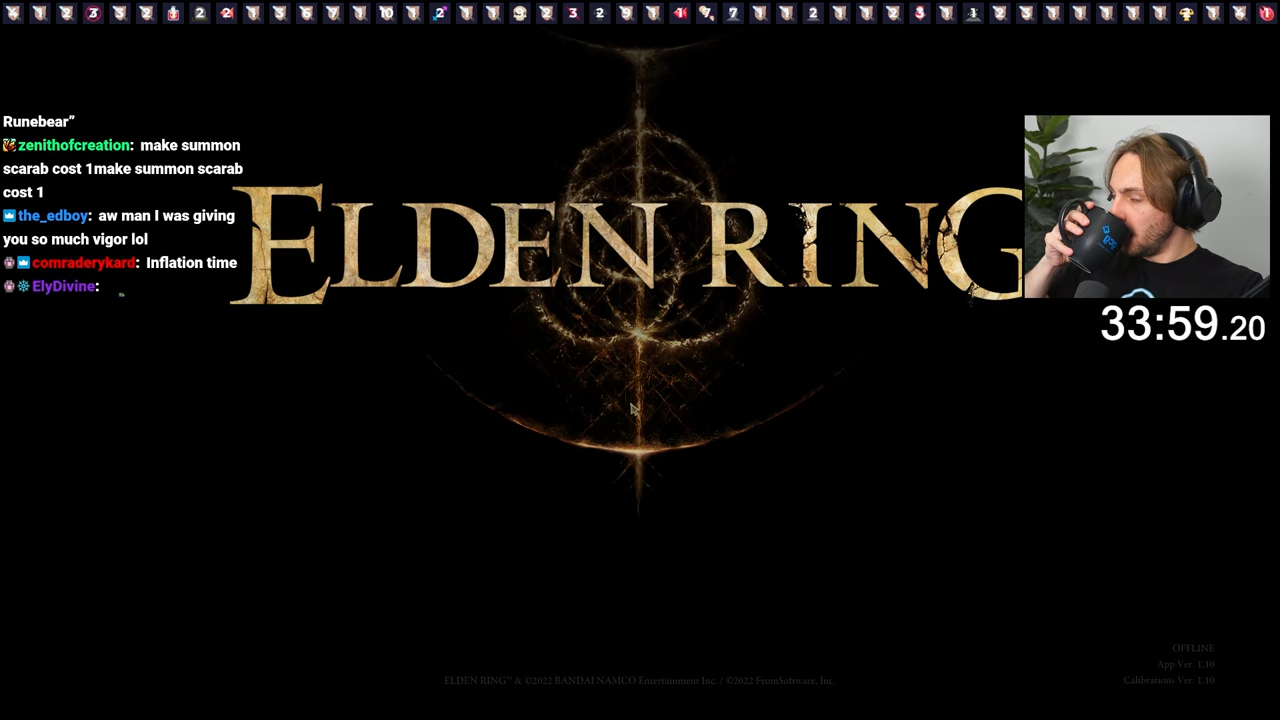 Runebear”
zenithofcreation: make summon
scarab cost 1make summon scarab
cost 1
the_edboy: aw man I was giving
you so much vigor lol
comraderykard: Inflation time
ElyDivine:
ELDEN RING
33:59.20
OFFLINE
App Ver. 1.10
Calibrations Ver. 1.10
ELDEN RING™ & ©2022 BANDAI NAMCO Entertainment Inc. / ©2022 FromSoftware, Inc.